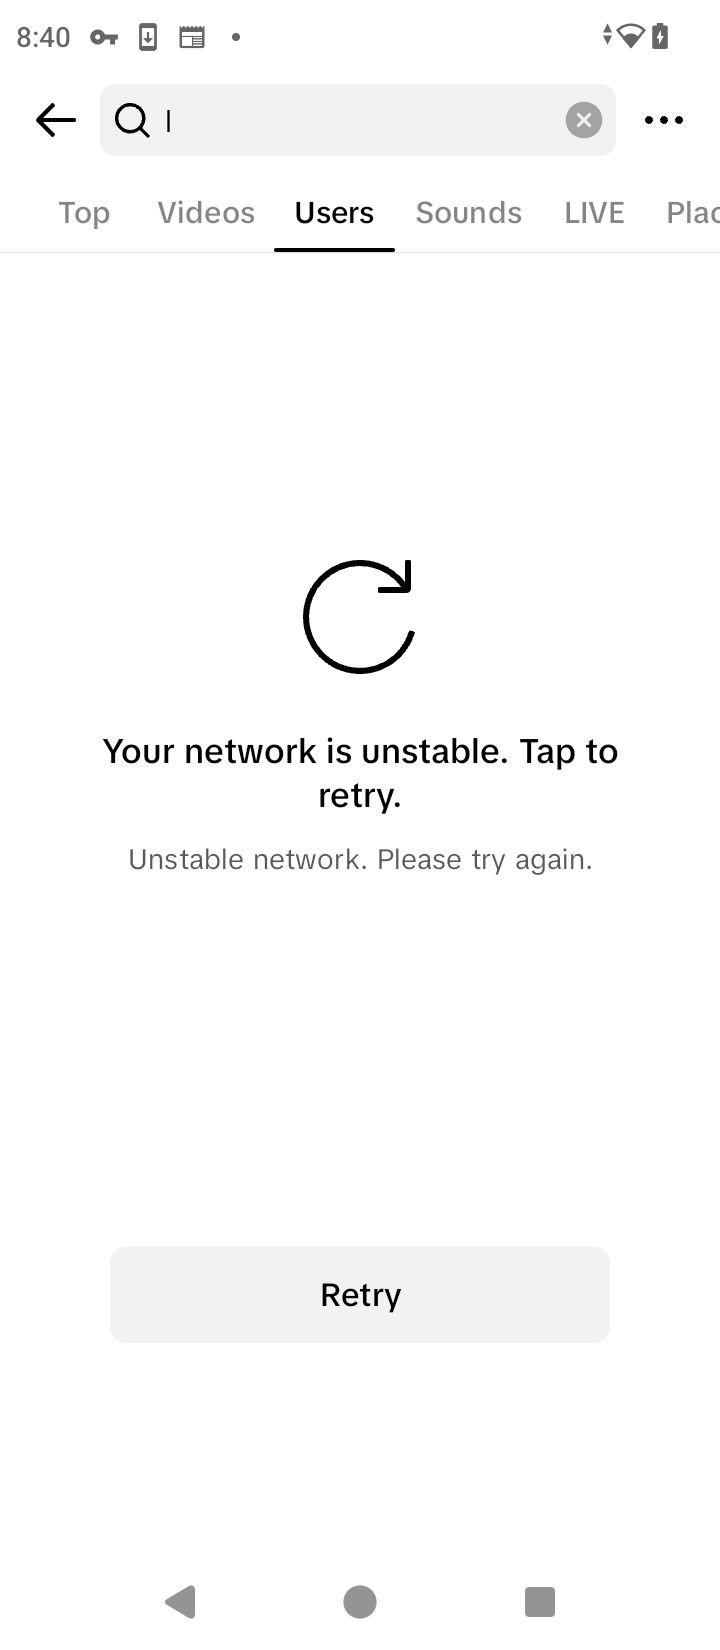 8:40
l
Top Videos Users Sounds LIVE Plac
Your network is unstable. Tap to
retry.
Unstable network. Please try again.
Retry